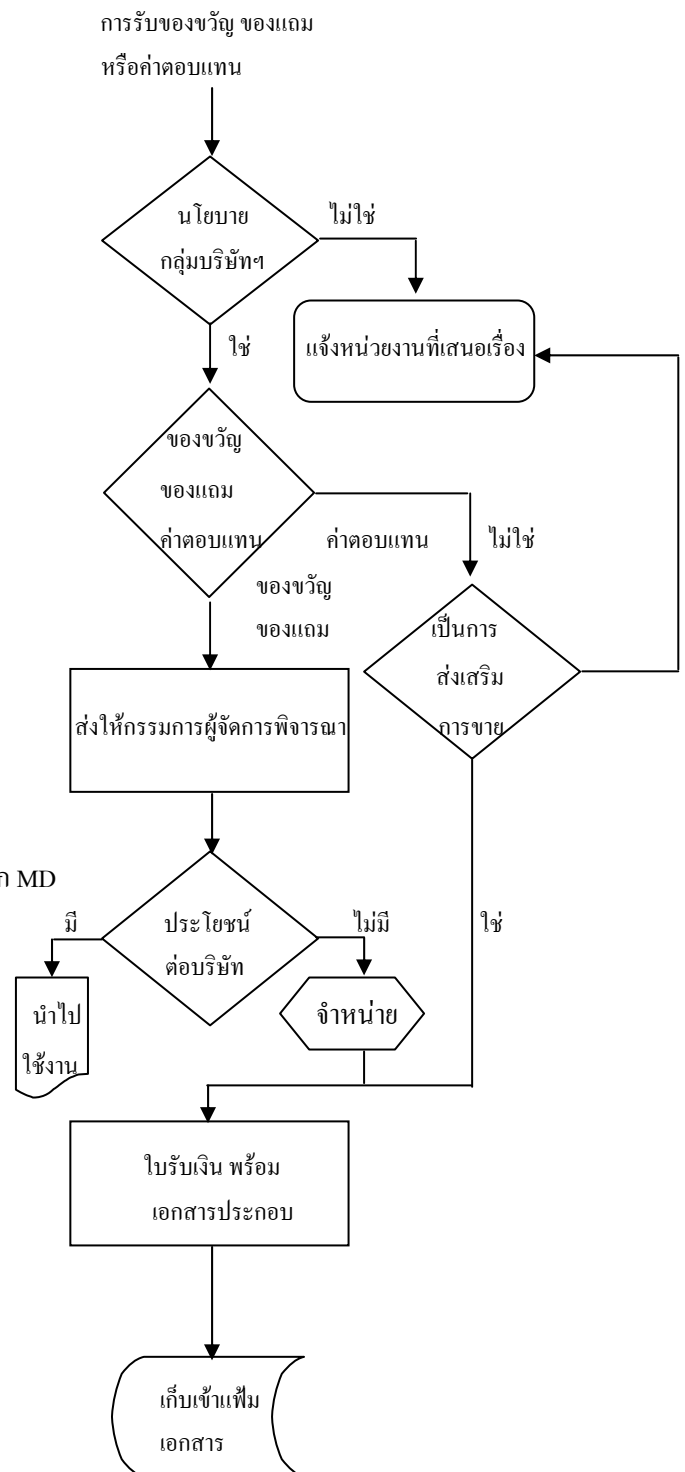 การรับของขวัญ ของแถม
หรือค่าตอบแทน
นโยบาย
กลุ่มบริษัทฯ
ไม่ใช่
ใช่
แจ้งหน่วยงานที่เสนอเรื่อง
ของขวัญ
ของแถม
ค่าตอบแทน
ค่าตอบแทน
ไม่ใช่
ของขวัญ
ของแถม
เป็นการ
ส่งเสริม
การขาย
ส่งให้กรรมการผู้จัดการพิจารณา
MD
มี
ประโยชน์
ต่อบริษัท
ไม่มี
ใช่
นำไป
ใช้งาน
จำหน่าย
ใบรับเงิน พร้อม
เอกสารประกอบ
เก็บเข้าแฟ้ม
เอกสาร